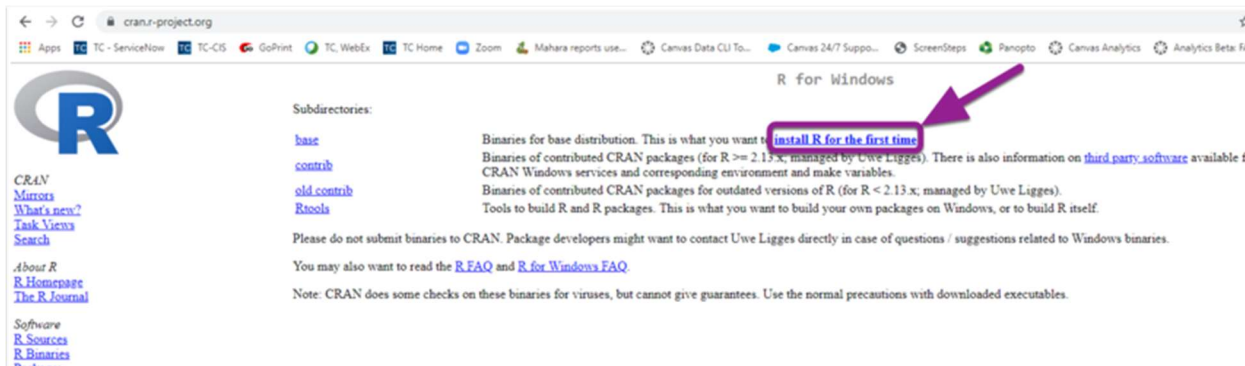 cran.r-project.org
Apps TC TC - ServiceNow TC TC-CIS GoPrint TC, WebEx TC TC Home Zoom Mahara reports use... Canvas Data CLI To... Canvas 24/7 Suppo... ScreenSteps Panopto Canvas Analytics Analytics Beta:
R
R for Windows
Subdirectories:
base Binaries for base distribution. This is what you want install R for the first time
contrib Binaries of contributed CRAN packages (for R >= 2.13.x; managed by Uwe Ligges). There is also information on third party software available
CRAN Windows services and corresponding environment and make variables.
old contrib Binaries of contributed CRAN packages for outdated versions of R (for R < 2.13.x; managed by Uwe Ligges).
Rtools Tools to build R and R packages. This is what you want to build your own packages on Windows, or to build R itself.
Please do not submit binaries to CRAN. Package developers might want to contact Uwe Ligges directly in case of questions / suggestions related to Windows binaries.
You may also want to read the R FAQ and R for Windows FAQ.
Note: CRAN does some checks on these binaries for viruses, but cannot give guarantees. Use the normal precautions with downloaded executables.
CRAN
Mirrors
What's new?
Task Views
Search
About R
R Homepage
The R Journal
Software
R Sources
R Binaries